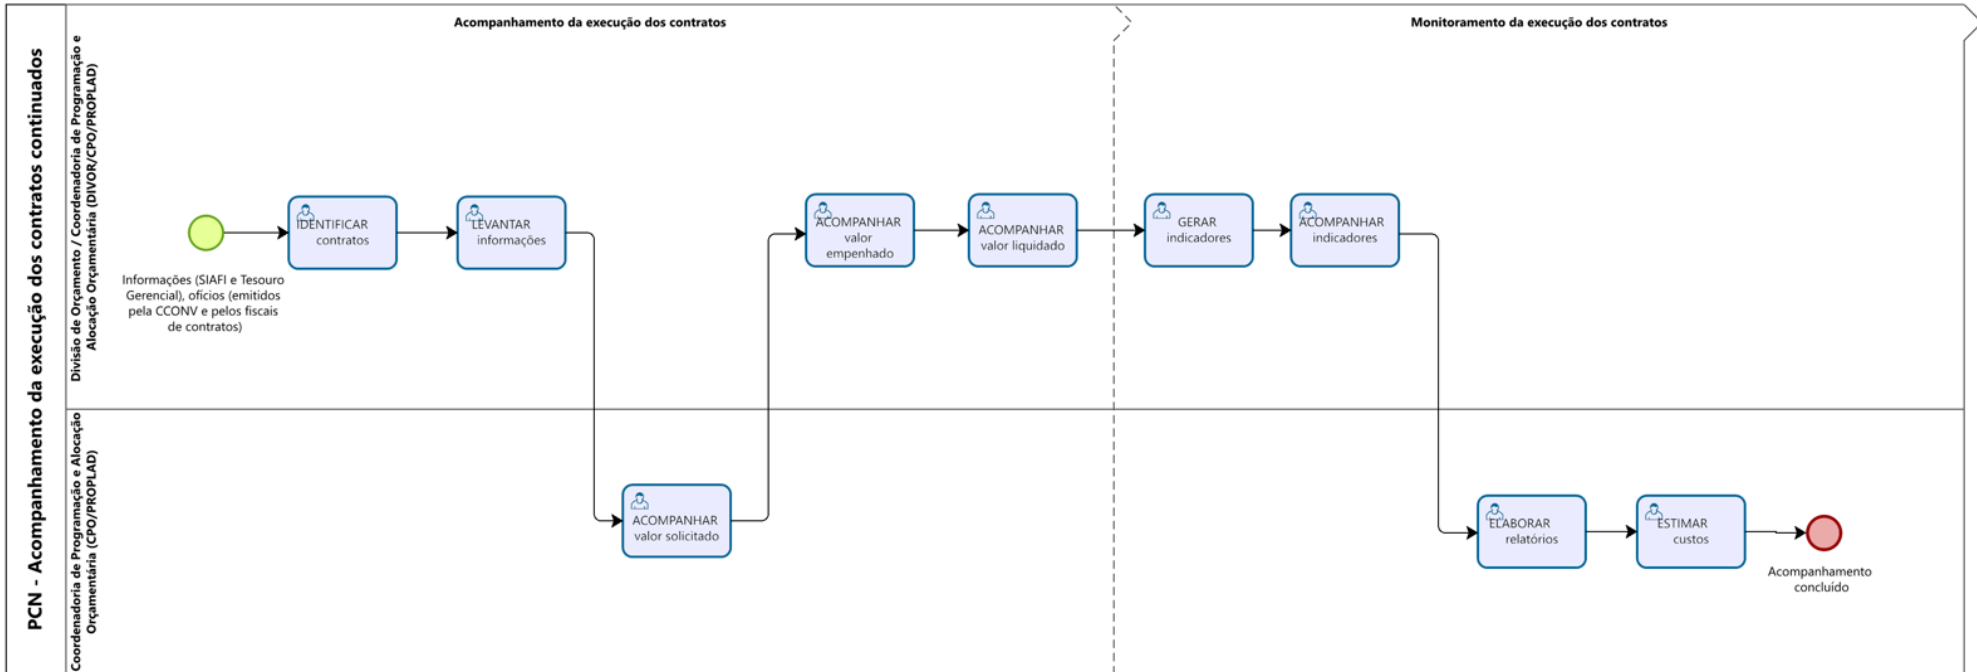 PCN - Acompanhamento da execução dos contratos continuados
Acompanhamento da execução dos contratos
Monitoramento da execução dos contratos
Divisão de Orçamento / Coordenadoria de Programação e
Alocação Orçamentária (DIVOR/CPO/PROPLAD)
Informações (SIAFI e Tesouro
Gerencial), ofícios (emitidos
pela CCONV e pelos fiscais
de contratos)
IDENTIFICAR
contratos
LEVANTAR
informações
ACOMPANHAR
valor
empenhado
ACOMPANHAR
valor liquidado
GERAR
indicadores
ACOMPANHAR
indicadores
Coordenadoria de Programação e Alocação
Orçamentária (CPO/PROPLAD)
ACOMPANHAR
valor solicitado
ELABORAR
relatórios
ESTIMAR
custos
Acompanhamento
concluído